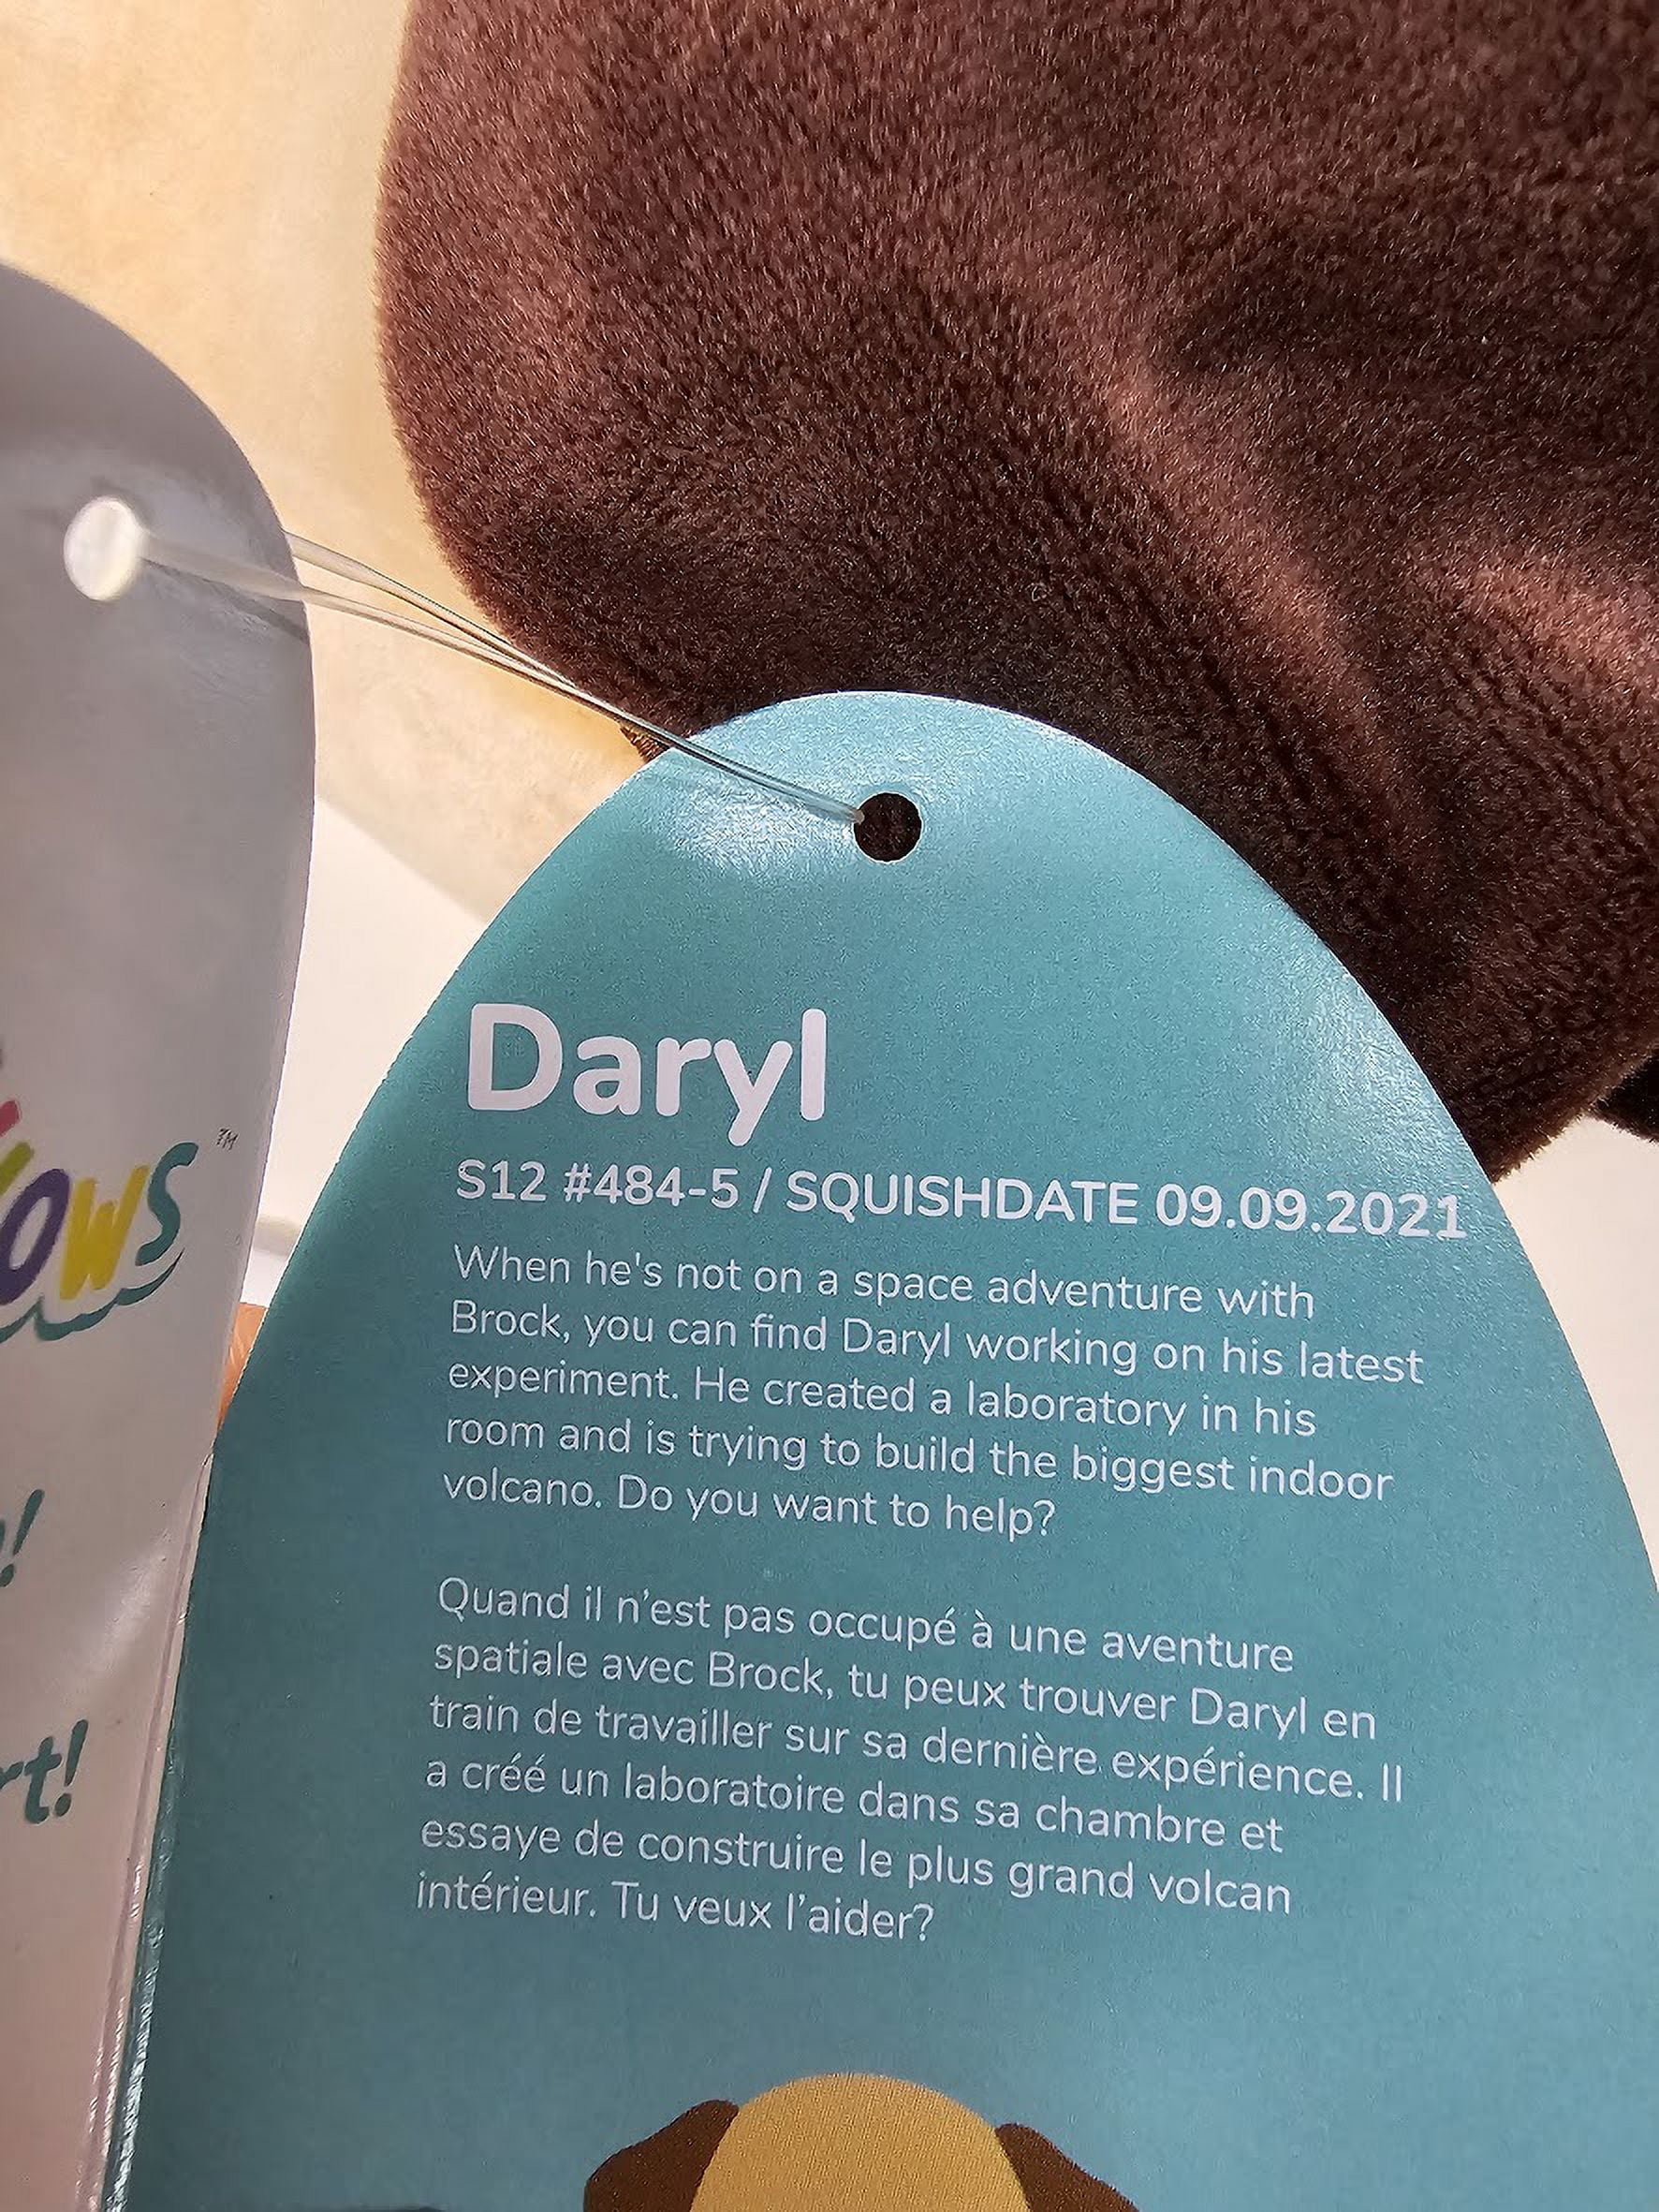 Daryl
S12 #484-5 / SQUISHDATE 09.09.2021
When he's not on a space adventure with
Brock, you can find Daryl working on his latest
experiment. He created a laboratory in his
room and is trying to build the biggest indoor
volcano. Do you want to help?
Quand il n'est pas occupé à une aventure
spatiale avec Brock, tu peux trouver Daryl en
train de travailler sur sa dernière expérience. Il
a créé un laboratoire dans sa chambre et
essaye de construire le plus grand volcan
intérieur. Tu veux l'aider?